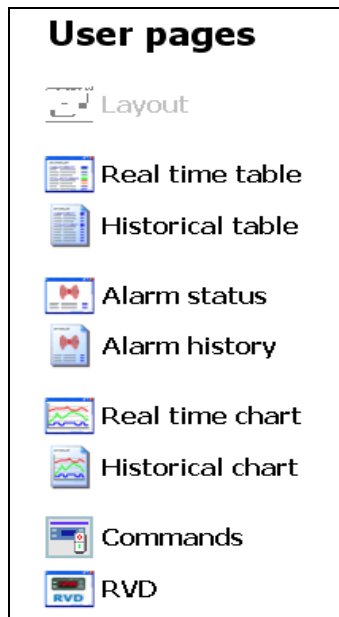 User pages
Layout
Real time table
Historical table
Alarm status
Alarm history
Real time chart
Historical chart
Commands
RVD RVD